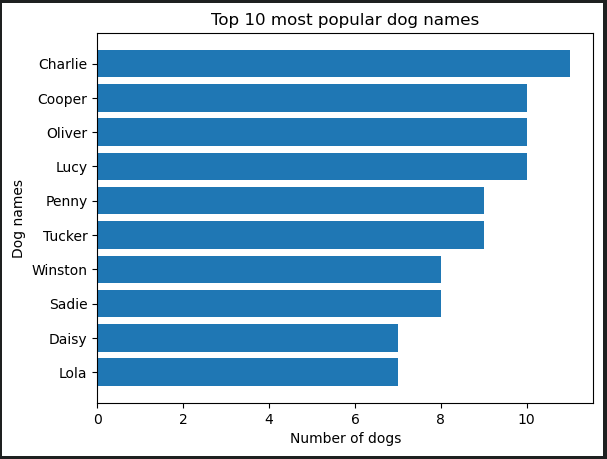 Top 10 most popular dog names
Dog names
Charlie
Cooper
Oliver
Lucy
Penny
Tucker
Winston
Sadie
Daisy
Lola
0 2 4 6 8 10
Number of dogs